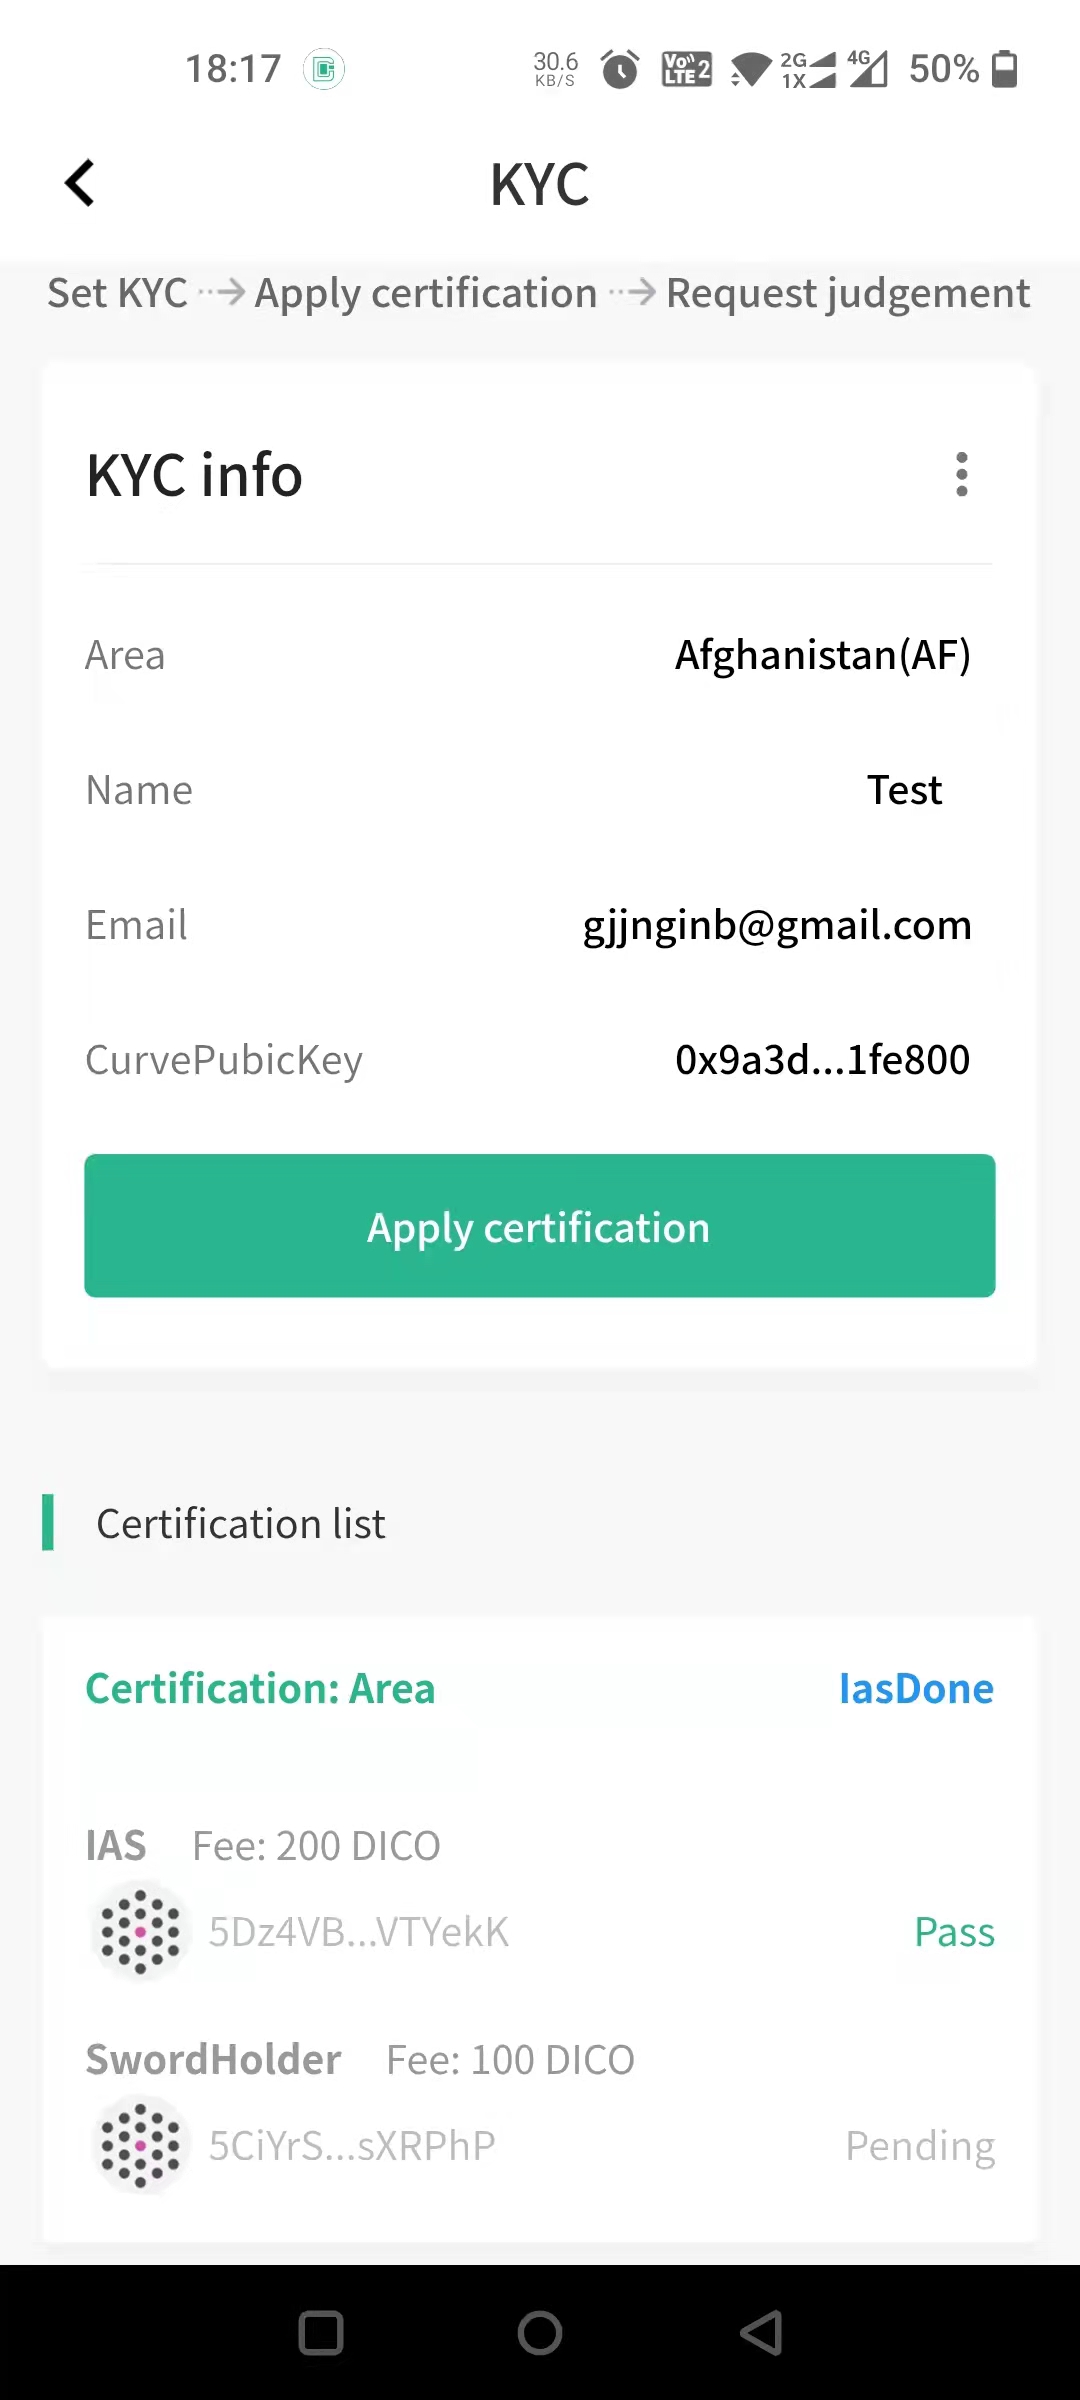 18:17 30.6 KB/S Vo)) LTE 2 2G 1X 4G 50%
KYC
Set KYC Apply certification Request judgement
KYC info
Area Afghanistan(AF)
Name Test
Email gjjnginb@gmail.com
CurvePubicKey 0x9a3d...1fe800
Apply certification
Certification list
Certification: Area IasDone
IAS Fee: 200 DICO
5Dz4VB...VTYekK Pass
SwordHolder Fee: 100 DICO
5CiYrS...sXRPhP Pending